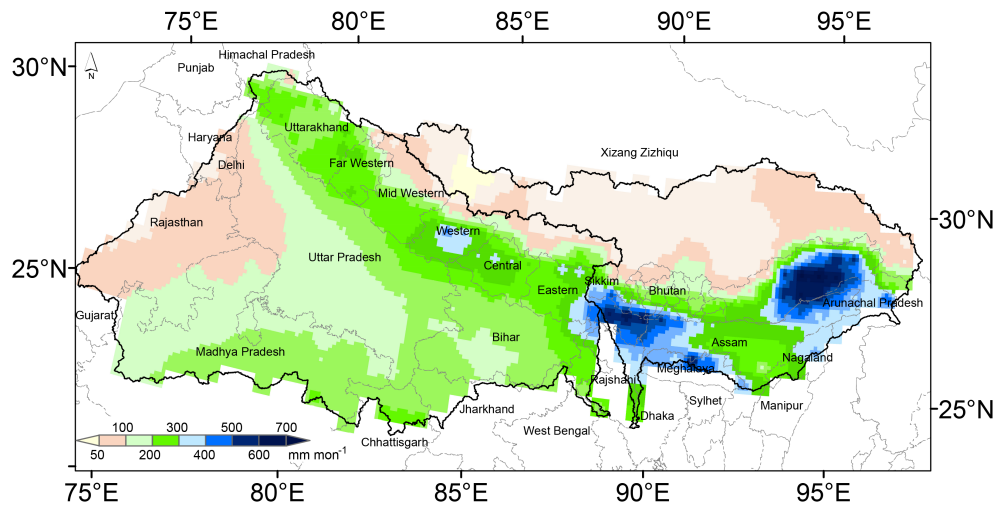 75°E 80°E 85°E 90°E 95°E
Himachal Pradesh
30°N
Punjab
N
Uttarakhand
Haryana
Xizang Zizhiqu
Delhi
Far Western
Mid Western
Rajasthan
30°N
Western
Uttar Pradesh
Central
25°N
Sikkim
Eastern
Bhutan
Arunachal Pradesh
Gujarat
Bihar
Assam
Madhya Pradesh
Nagaland
Meghalaya
Rajshahi
Sylhet
Manipur
Jharkhand
25°N
Dhaka
100 300 500 700
West Bengal
Chhattisgarh
50 200 400 600 mm mon⁻¹
75°E 80°E 85°E 90°E 95°E